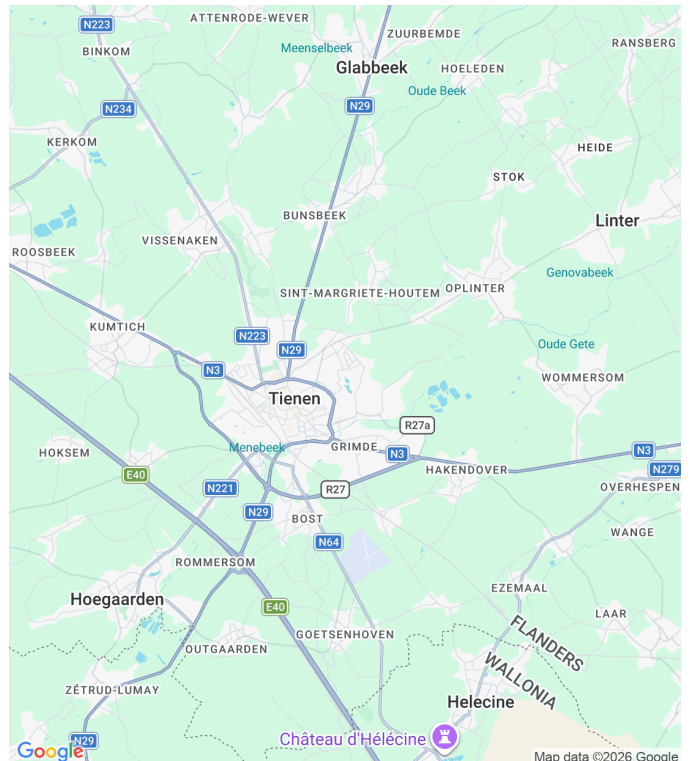 ATTENRODE-WEVER
N223
ZUURBEMDE
BINKOM
Meenselbeek
RANSBERG
Glabbeek
HOELEDEN
Oude Beek
N234
N29
KERKOM
HEIDE
STOK
BUNSBEEK
Linter
VISSENAKEN
ROOSBEEK
Genovabeek
OPLINTER
SINT-MARGRIETE-HOUTEM
KUMTICH
N223
Oude Gete
N29
N3
WOMMERSOM
Tienen
R27a
Menebeek
GRIMDE
N3
N3
HOKSEM
HAKENDOVER
N279
E40
N221
R27
OVERHESPEN
N29
BOST
WANGE
N64
ROMMERSOM
EZEMAAL
Hoegaarden
E40
LAAR
GOETSENHOVEN
FLANDERS
OUTGAARDEN
WALLONIA
ZÉTRUD-LUMAY
Helecine
Château d'Hélécine
N29
Google
Map data ©2026 Google